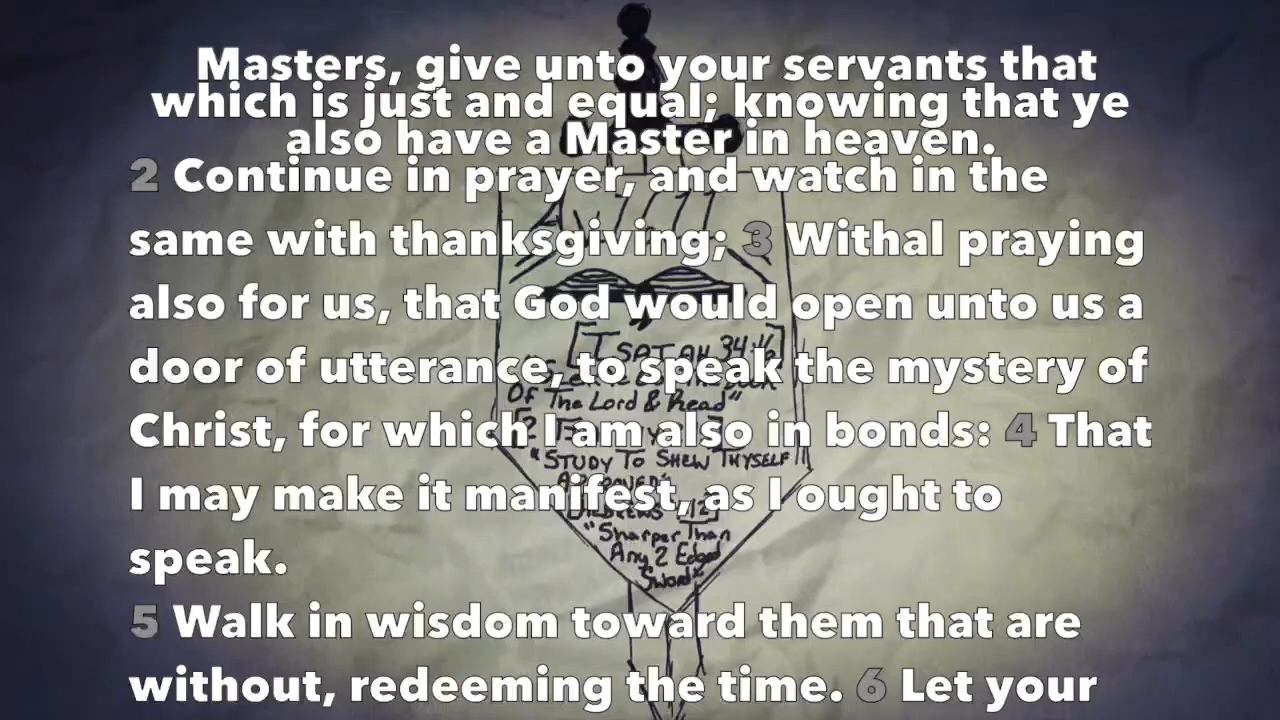 Masters, give unto your servants that
which is just and equal; knowing that ye
also have a Master in heaven.
2 Continue in prayer, and watch in the
same with thanksgiving; 3 Withal praying
also for us, that God would open unto us a
door of utterance, to speak the mystery of
Christ, for which I am also in bonds: 4 That
I may make it manifest, as I ought to
speak.
5 Walk in wisdom toward them that are
without, redeeming the time. 6 Let your
[ISAIAH 34:16]
Of The Lord & Read"
"STUDY TO SHEW THYSELF
"Sharper Than
Any 2 Edged
Sword"